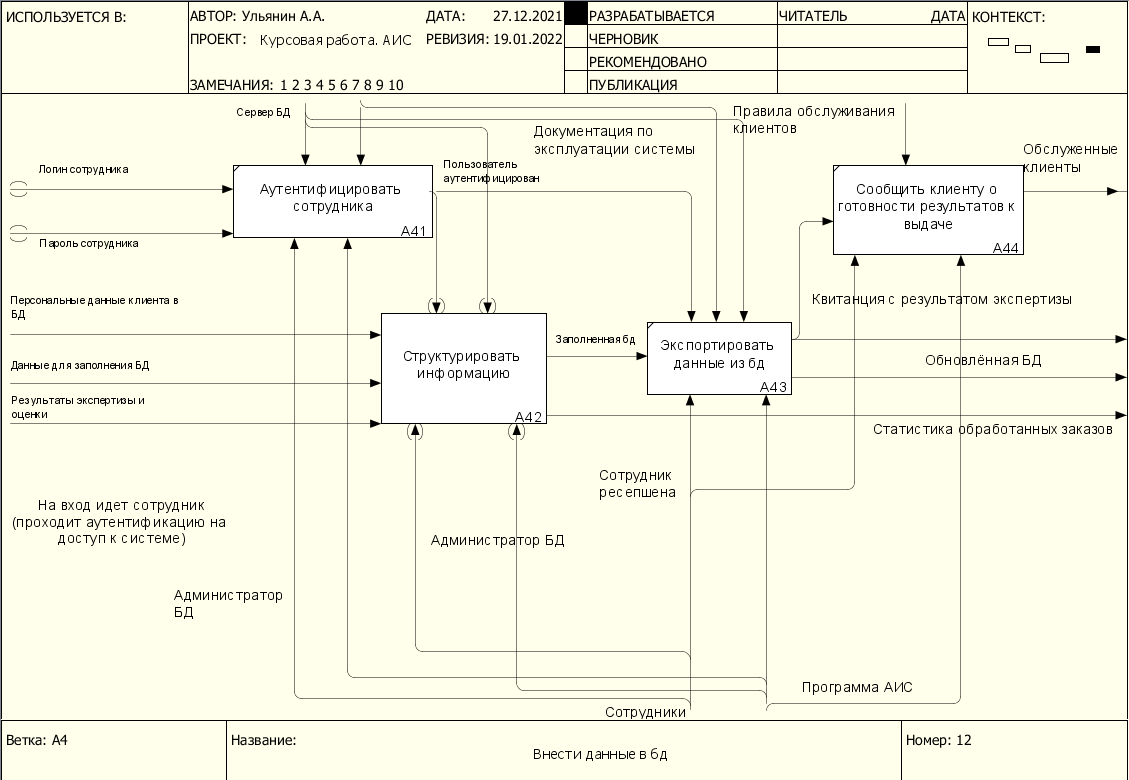 ИСПОЛЬЗУЕТСЯ В:
АВТОР: Ульянин А.А.
ДАТА: 27.12.2021
РАЗРАБАТЫВАЕТСЯ
ЧИТАТЕЛЬ
ДАТА
КОНТЕКСТ:
ПРОЕКТ: Курсовая работа. АИС
РЕВИЗИЯ: 19.01.2022
ЧЕРНОВИК
РЕКОМЕНДОВАНО
ЗАМЕЧАНИЯ: 1 2 3 4 5 6 7 8 9 10
ПУБЛИКАЦИЯ
Сервер БД
Документация по
эксплуатации системы
Правила обслуживания
клиентов
Обслуженные
клиенты
Логин сотрудника
Пароль сотрудника
Аутентифицировать
сотрудника
A41
Пользователь
аутентифицирован
Сообщить клиенту о
готовности результатов к
выдаче
A44
Персональные данные клиента в
БД
Данные для заполнения БД
Результаты экспертизы и
оценки
Структурировать
информацию
A42
Заполненная бд
Экспортировать
данные из бд
A43
Квитанция с результатом экспертизы
Обновлённая БД
Статистика обработанных заказов
Сотрудник
ресепшена
На вход идет сотрудник
(проходит аутентификацию на
доступ к системе)
Администратор БД
Администратор
БД
Программа АИС
Сотрудники
Ветка: A4
Название:
Внести данные в бд
Номер: 12